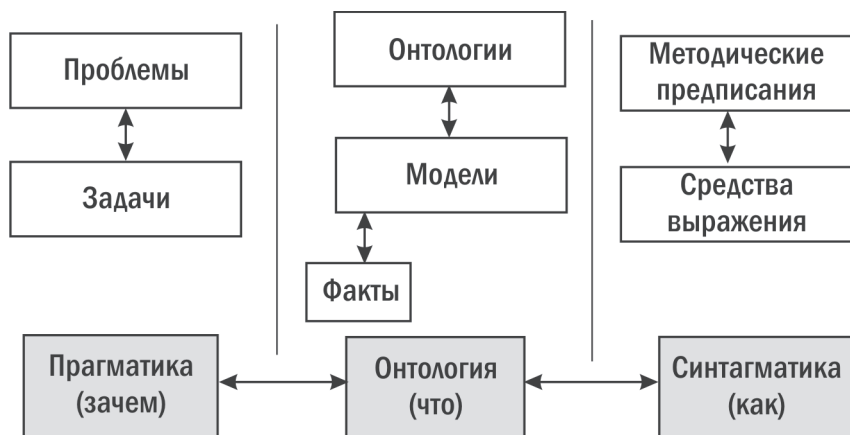 Проблемы
Задачи
Онтологии
Модели
Факты
Методические
предписания
Средства
выражения
Прагматика
(зачем)
Онтология
(что)
Синтагматика
(как)